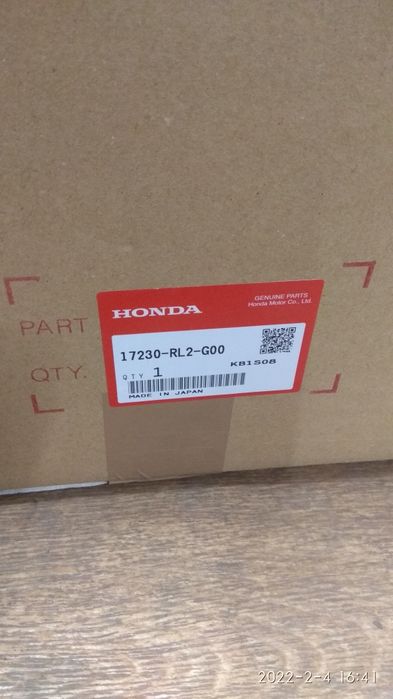 PART
QTY.
HONDA
GENUINE PARTS
Honda Motor Co., Ltd.
17230-RL2-G00
KB1S08
QTY 1
MADE IN JAPAN
2022-2-4 16:41